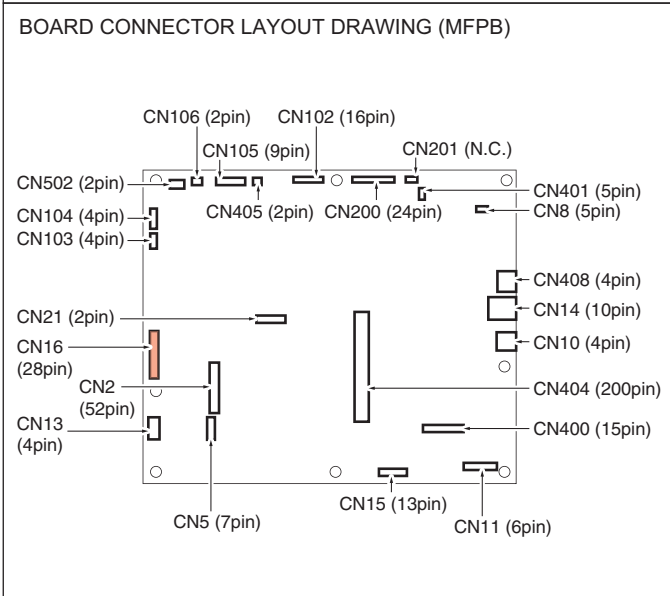 BOARD CONNECTOR LAYOUT DRAWING (MFPB)
CN106 (2pin)
CN102 (16pin)
CN105 (9pin)
CN201 (N.C.)
CN502 (2pin)
CN405 (2pin)
CN200 (24pin)
CN401 (5pin)
CN104 (4pin)
CN8 (5pin)
CN103 (4pin)
CN408 (4pin)
CN14 (10pin)
CN21 (2pin)
CN10 (4pin)
CN16
(28pin)
CN2
(52pin)
CN404 (200pin)
CN13
(4pin)
CN400 (15pin)
CN15 (13pin)
CN5 (7pin)
CN11 (6pin)